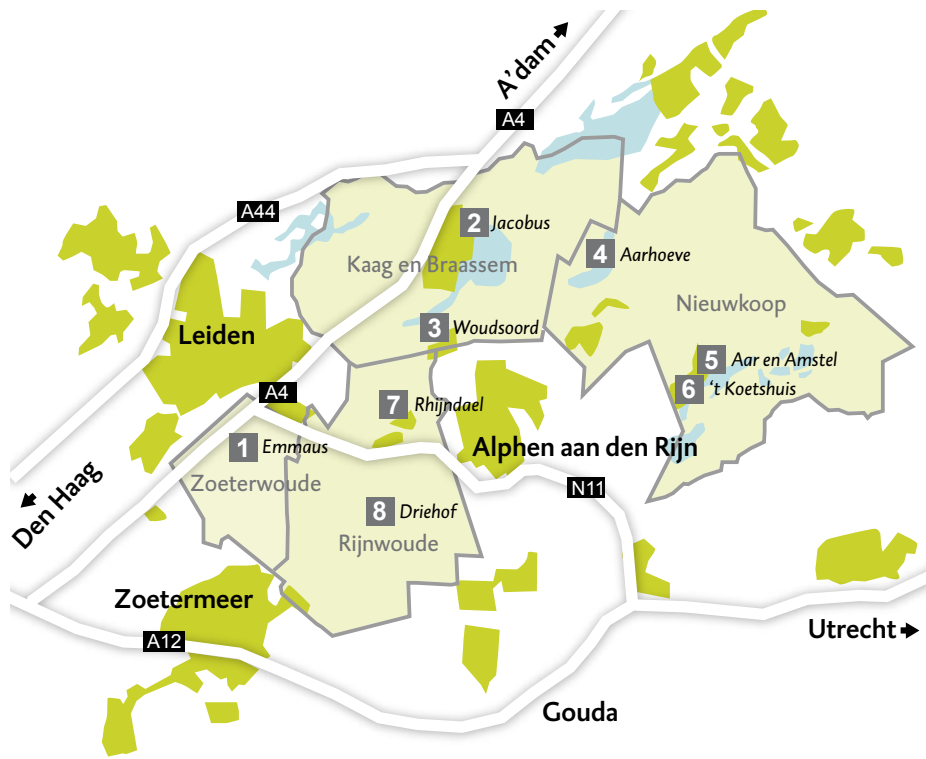 A'dam
A4
A44
2 Jacobus
4 Aarhoeve
Kaag en Braassem
Nieuwkoop
3 Woudsoord
Leiden
5 Aar en Amstel
6 ‘t Koetshuis
A4
7 Rhijndael
1 Emmaus
Alphen aan den Rijn
Zoeterwoude
N11
Den Haag
8 Driehof
Rijnwoude
Zoetermeer
A12
Utrecht
Gouda